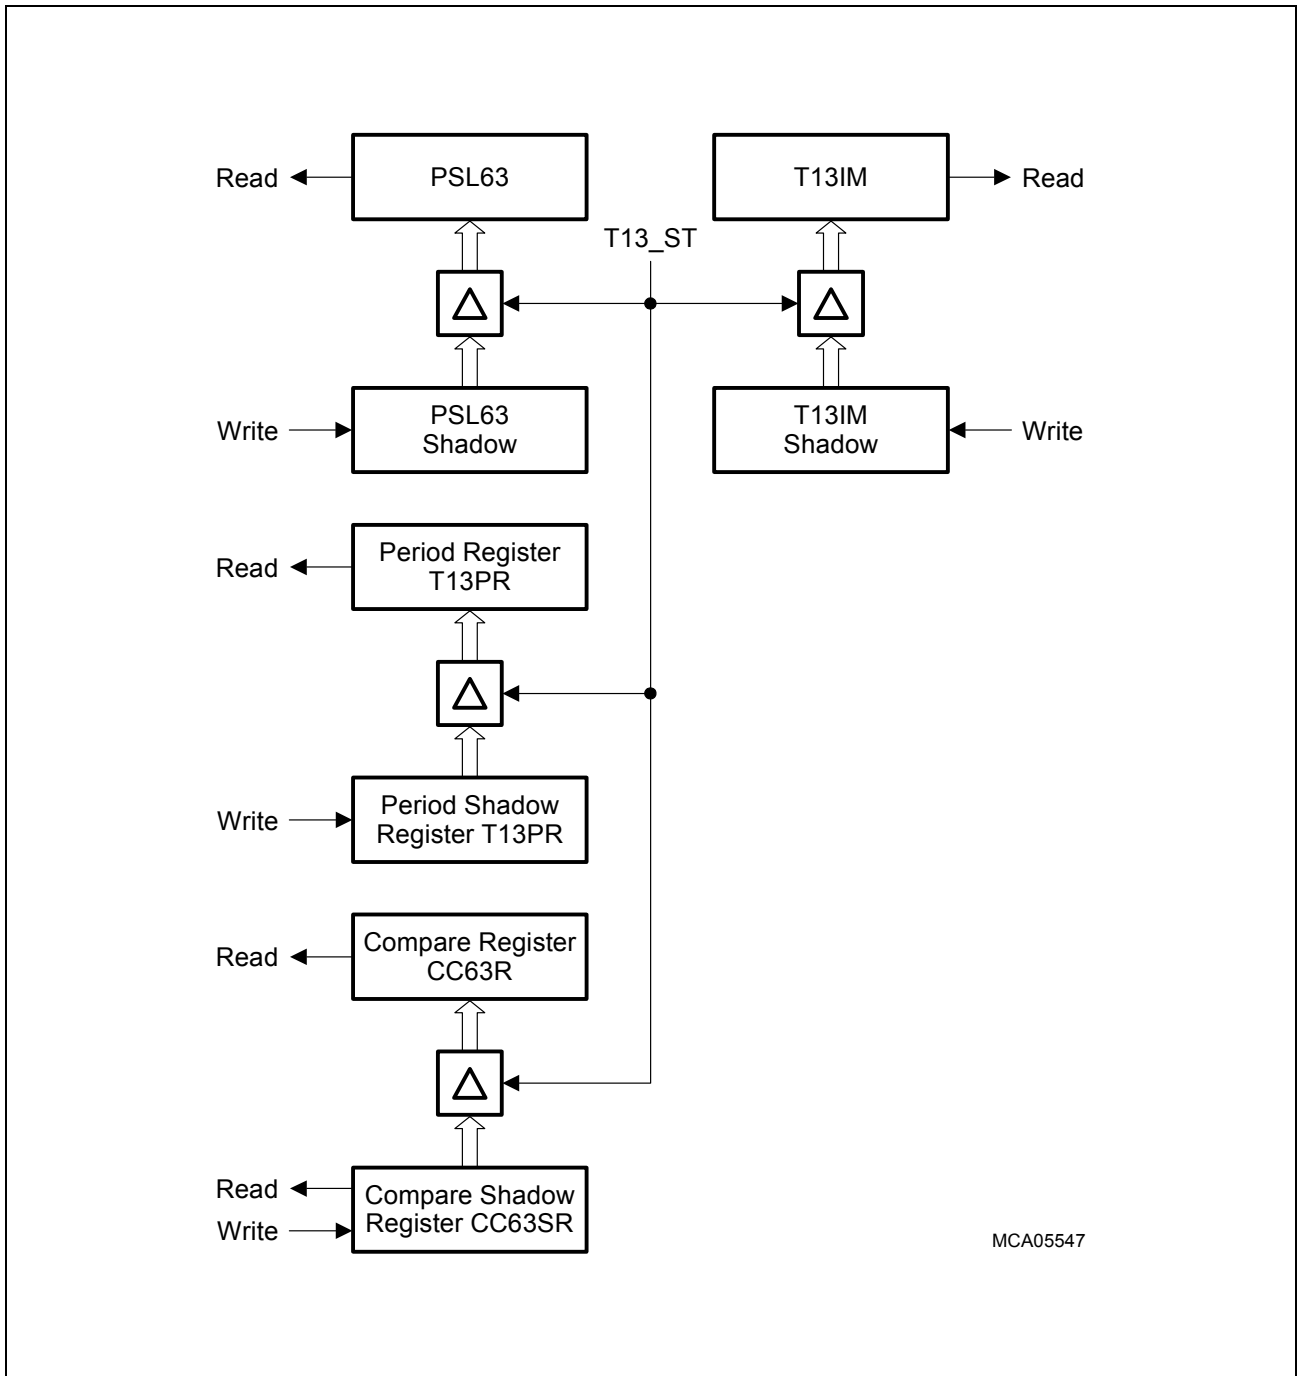 Read
PSL63
T13IM
Read
T13_ST
Write
PSL63
Shadow
T13IM
Shadow
Write
Read
Period Register
T13PR
Write
Period Shadow
Register T13PR
Read
Compare Register
CC63R
Read
Write
Compare Shadow
Register CC63SR
MCA05547